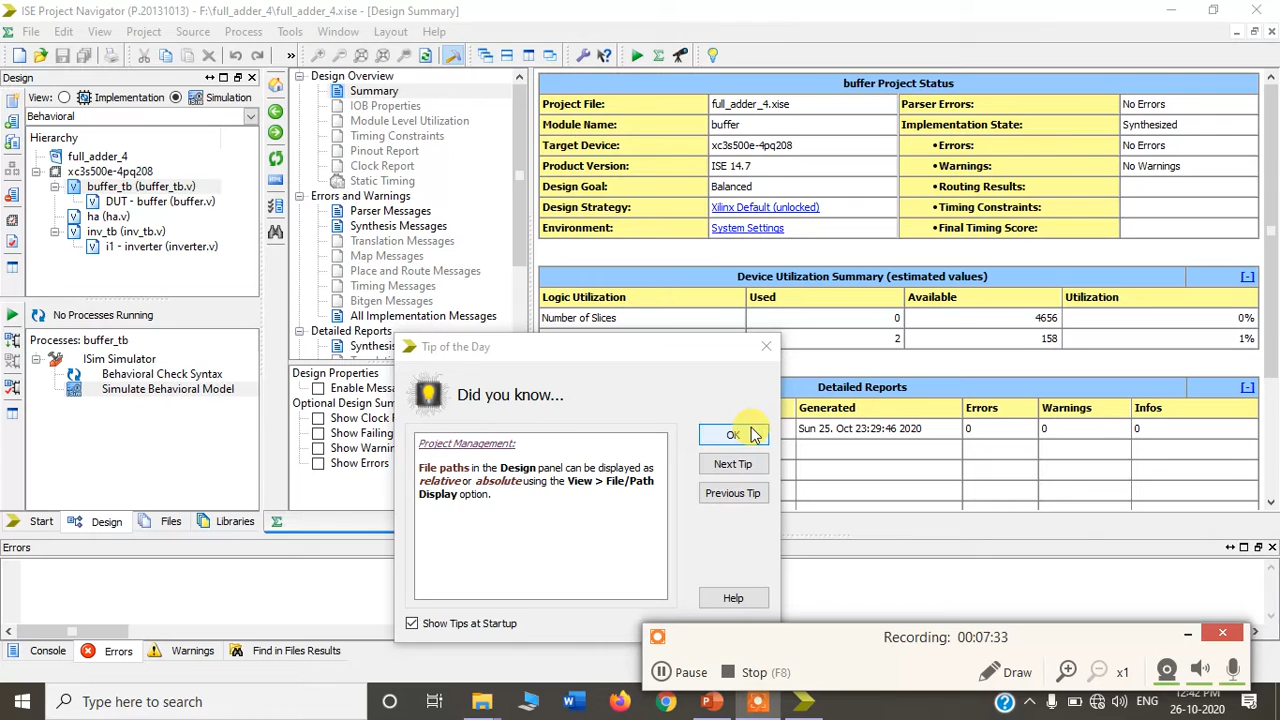 ISE Project Navigator (P.20131013) - F:\full_adder_4\full_adder_4.xise - [Design Summary]
File Edit View Project Source Process Tools Window Layout Help
Design
View: Implementation Simulation
Behavioral
Hierarchy
full_adder_4
xc3s500e-4pq208
buffer_tb (buffer_tb.v)
DUT - buffer (buffer.v)
ha (ha.v)
inv_tb (inv_tb.v)
i1 - inverter (inverter.v)
No Processes Running
Processes: buffer_tb
ISim Simulator
Behavioral Check Syntax
Simulate Behavioral Model
Start Design Files Libraries
Design Overview
Summary
IOB Properties
Module Level Utilization
Timing Constraints
Pinout Report
Clock Report
Static Timing
Errors and Warnings
Parser Messages
Synthesis Messages
Translation Messages
Map Messages
Place and Route Messages
Timing Messages
Bitgen Messages
All Implementation Messages
Detailed Reports
Synthesis
Design Properties
Enable Mess
Optional Design Sum
Show Clock
Show Failing
Show Warnin
Show Errors
buffer Project Status
Project File: full_adder_4.xise Parser Errors: No Errors
Module Name: buffer Implementation State: Synthesized
Target Device: xc3s500e-4pq208 •Errors: No Errors
Product Version: ISE 14.7 •Warnings: No Warnings
Design Goal: Balanced •Routing Results:
Design Strategy: Xilinx Default (unlocked) •Timing Constraints:
Environment: System Settings •Final Timing Score:
Device Utilization Summary (estimated values) [-]
Logic Utilization Used Available Utilization
Number of Slices 0 4656 0%
2 158 1%
Detailed Reports [-]
Generated Errors Warnings Infos
Sun 25. Oct 23:29:46 2020 0 0 0
Tip of the Day
Did you know...
Project Management:
File paths in the Design panel can be displayed as
relative or absolute using the View > File/Path
Display option.
OK
Next Tip
Previous Tip
Help
Show Tips at Startup
Errors
Console Errors Warnings Find in Files Results
Recording: 00:07:33
Pause Stop (F8) Draw x1
Type here to search
ENG
12:42 PM
26-10-2020